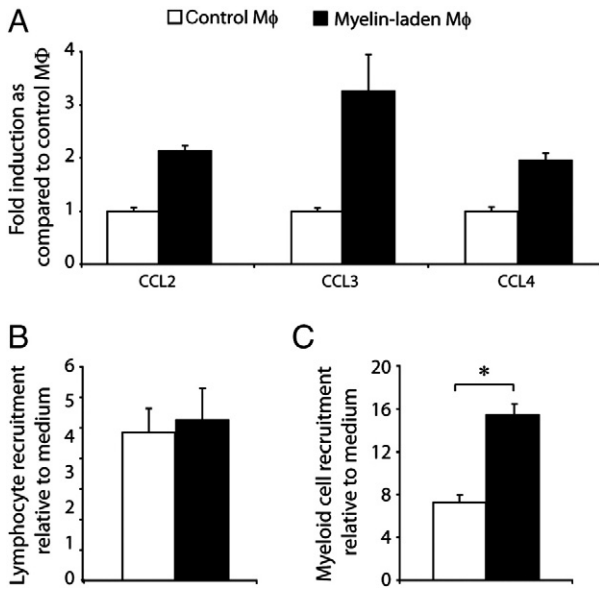 A
Control MΦ
Myelin-laden MΦ
Fold induction as
compared to control MΦ
4
3
2
1
0
CCL2
CCL3
CCL4
B
Lymphocyte recruitment
relative to medium
6
5
4
4
2
2
1
0
C
Myeloid cell recruitment
relative to medium
20
16
12
8
4
0
*